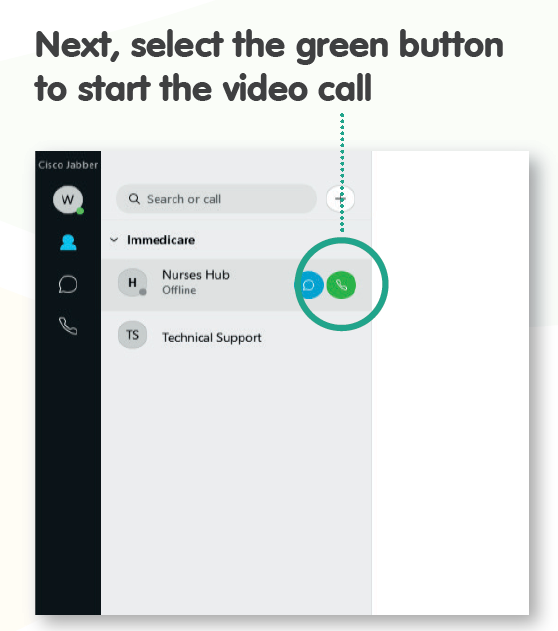 Next, select the green button
to start the video call
Cisco Jabber
W
Search or call
Immedicare
H
Nurses Hub
Offline
TS
Technical Support